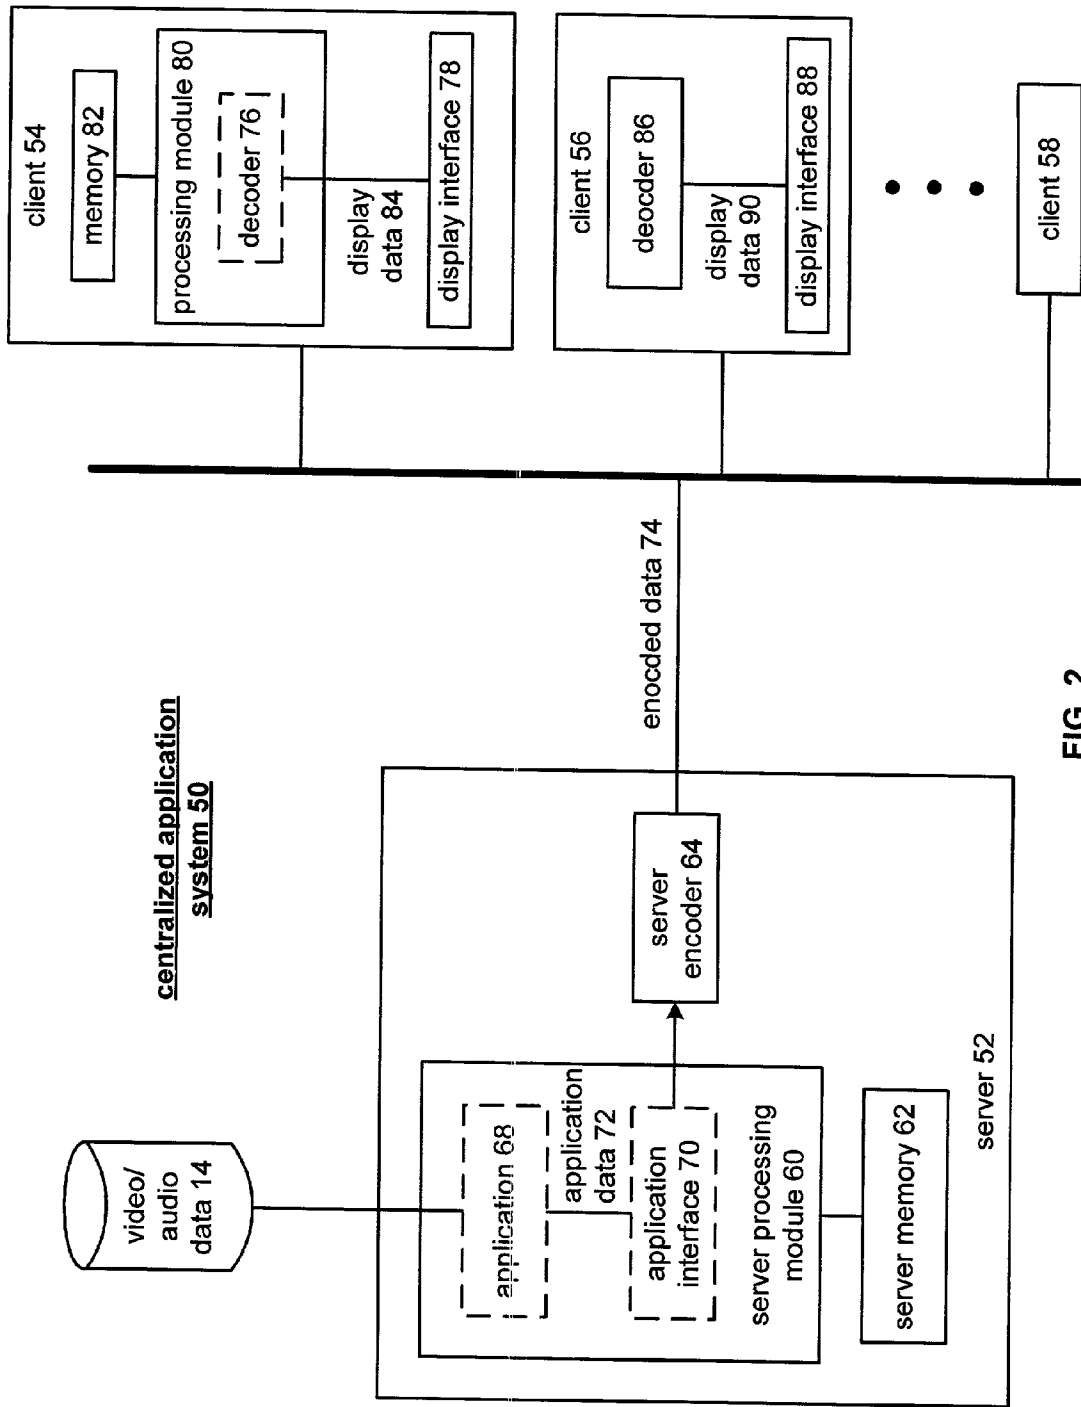 centralized application
system 50
video/
audio
data 14
application 68
application
data 72
application
interface 70
server processing
module 60
server memory 62
server 52
server
encoder 64
enocded data 74
client 54
memory 82
processing module 80
decoder 76
display
data 84
display interface 78
client 56
deocder 86
display
data 90
display interface 88
client 58
FIG. 2